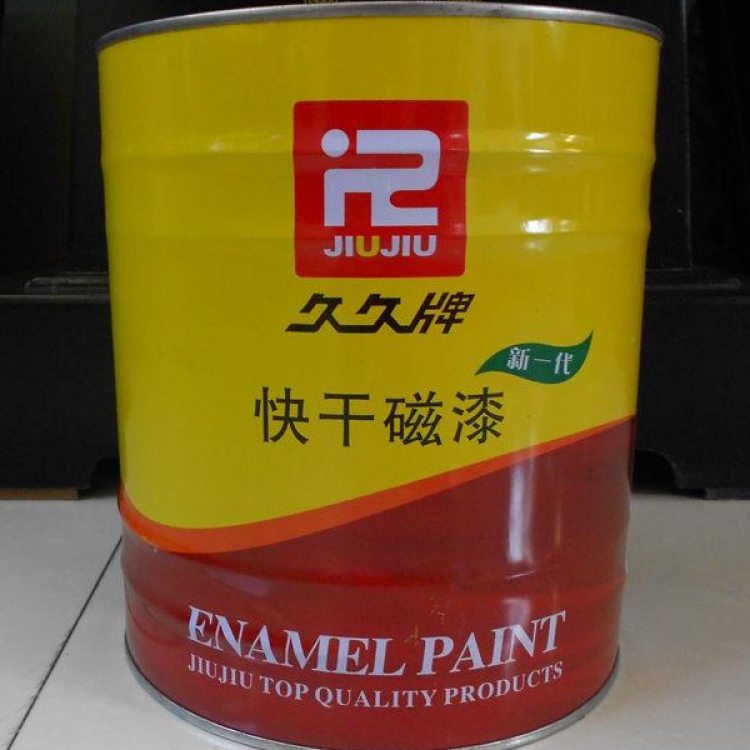 JIUJIU
久久牌
新一代
快干磁漆
ENAMEL PAINT
JIUJIU TOP QUALITY PRODUCTS